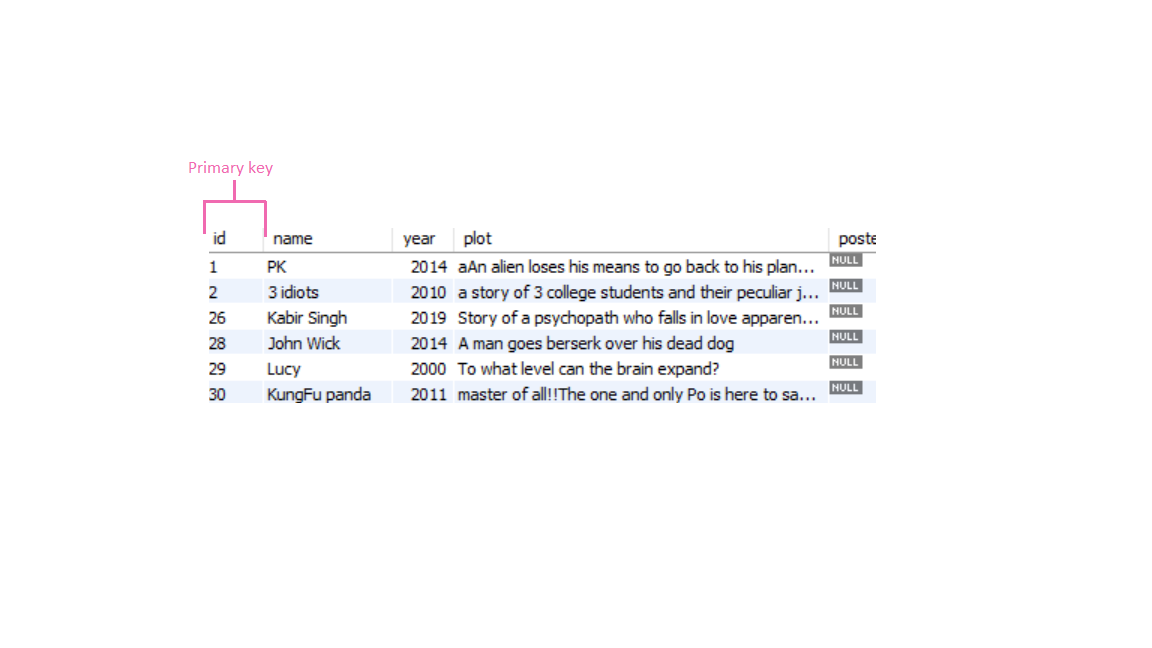 Primary key
id name year plot poste
1 PK 2014 aAn alien loses his means to go back to his plan... NULL
2 3 idiots 2010 a story of 3 college students and their peculiar j... NULL
26 Kabir Singh 2019 Story of a psychopath who falls in love apparen... NULL
28 John Wick 2014 A man goes berserk over his dead dog NULL
29 Lucy 2000 To what level can the brain expand? NULL
30 KungFu panda 2011 master of all!!The one and only Po is here to sa... NULL